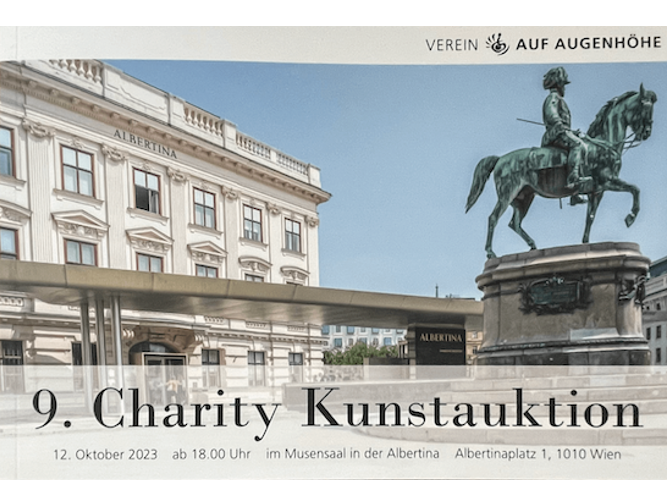 VEREIN AUF AUGENHÖHE
ALBERTINA
ALBERTINA
9. Charity Kunstauktion
12. Oktober 2023 ab 18.00 Uhr im Musensaal in der Albertina Albertinaplatz 1, 1010 Wien